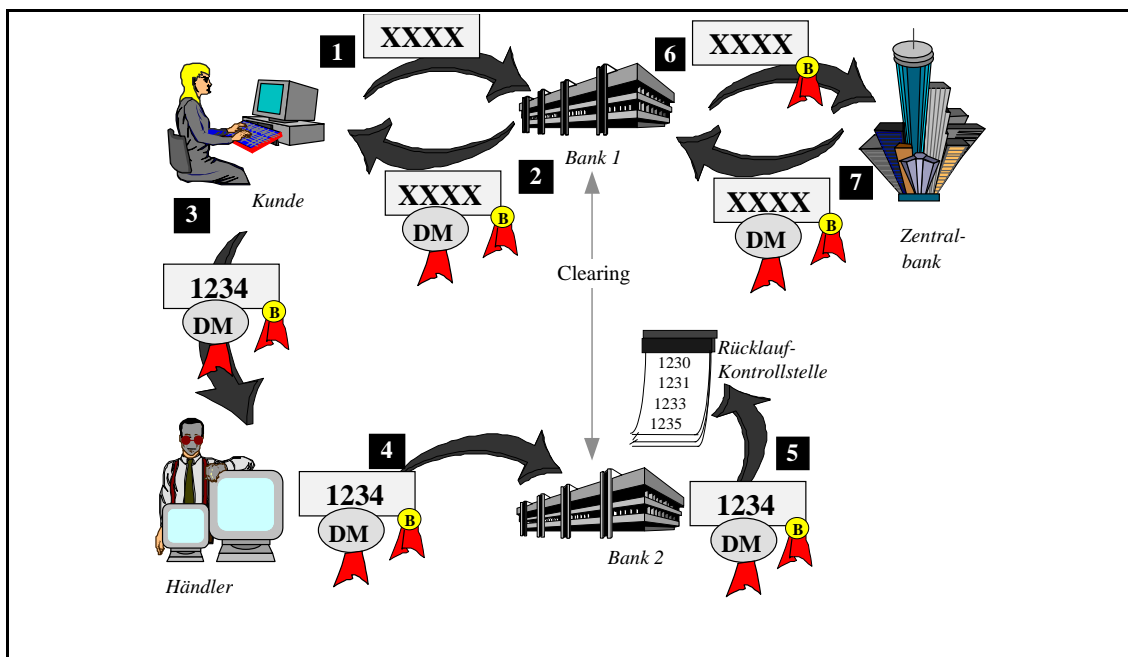 1
XXXX
6
XXXX
B
Bank 1
2
XXXX
DM
B
7
XXXX
DM
B
Kunde
3
Zentral-
bank
Clearing
1234
DM
B
Rücklauf-
Kontrollstelle
1230
1231
1233
1235
4
1234
DM
B
5
1234
DM
B
Bank 2
Händler